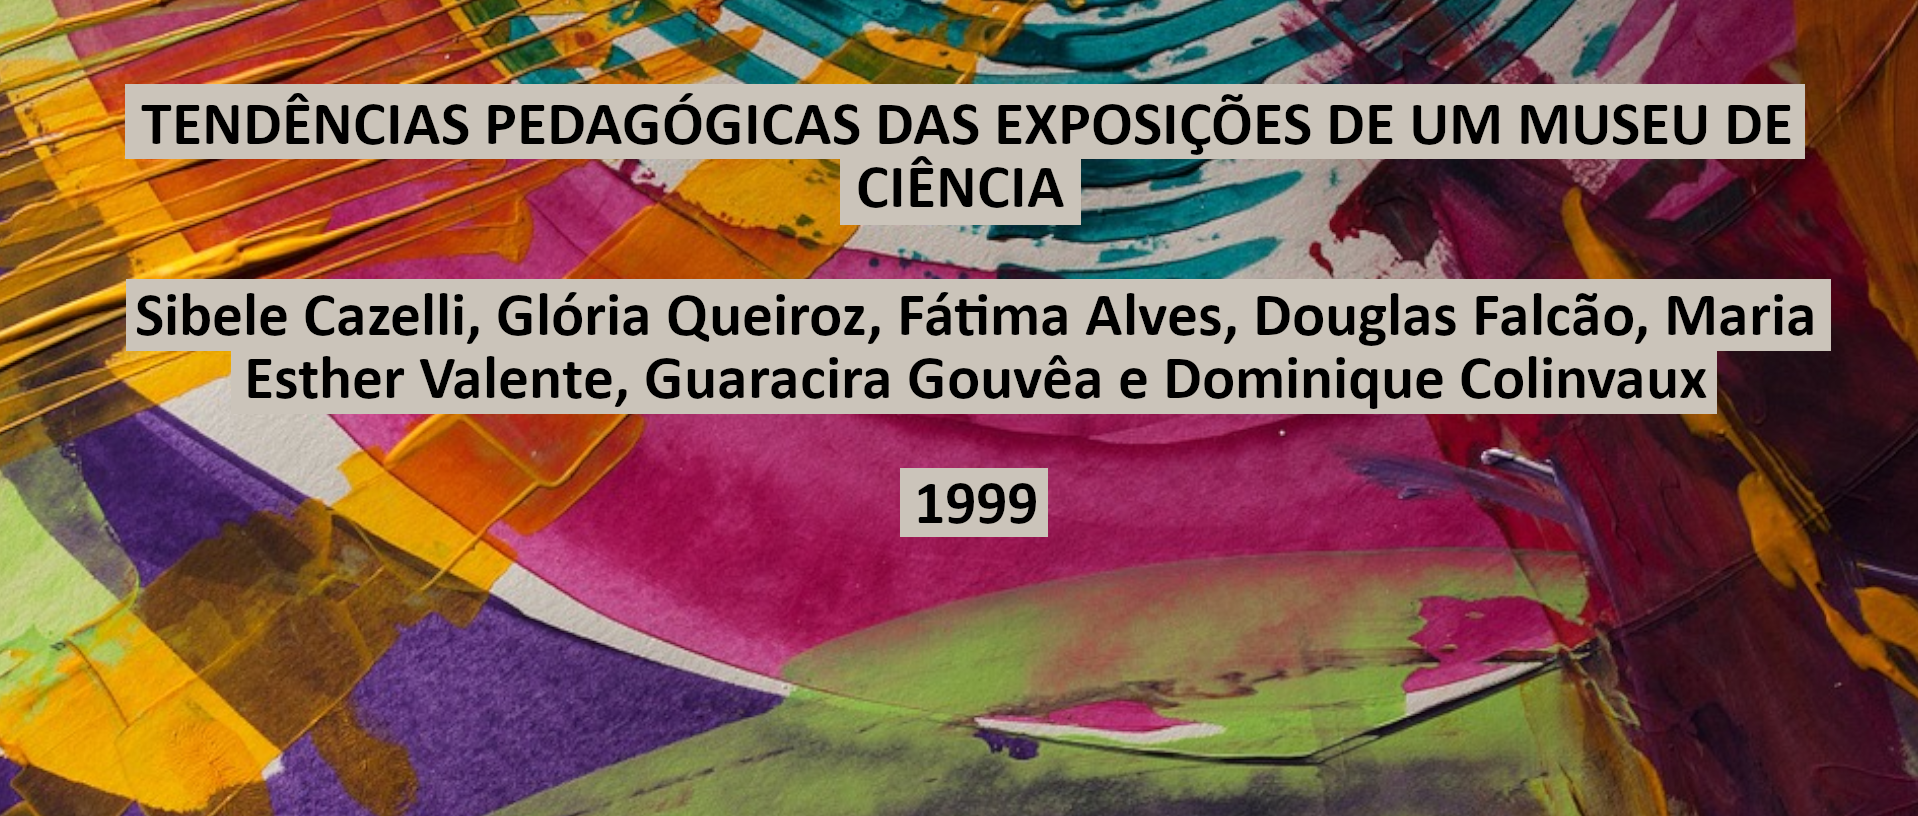 TENDÊNCIAS PEDAGÓGICAS DAS EXPOSIÇÕES DE UM MUSEU DE
CIÊNCIA
Sibele Cazelli, Glória Queiroz, Fátima Alves, Douglas Falcão, Maria
Esther Valente, Guaracira Gouvêa e Dominique Colinvaux
1999